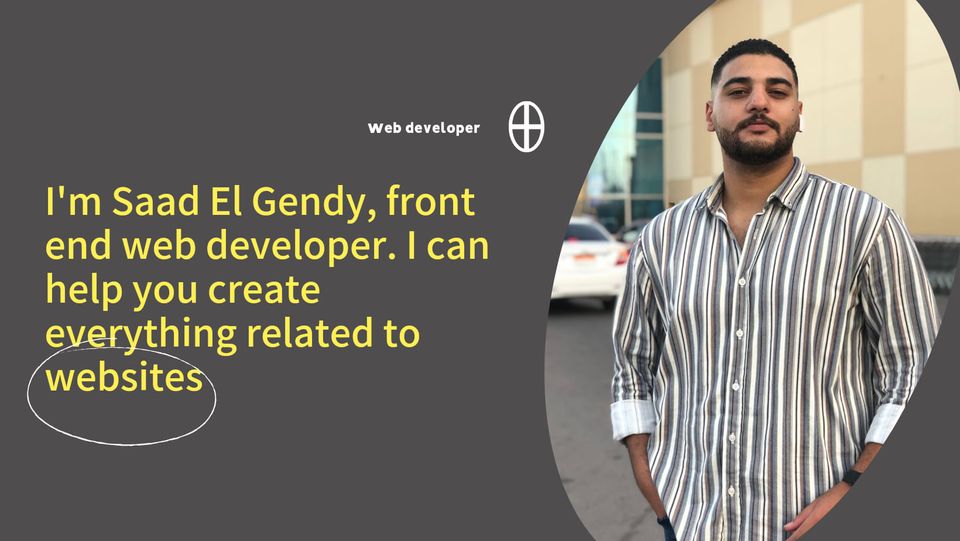 Web developer
I'm Saad El Gendy, front
end web developer. I can
help you create
everything related to
websites